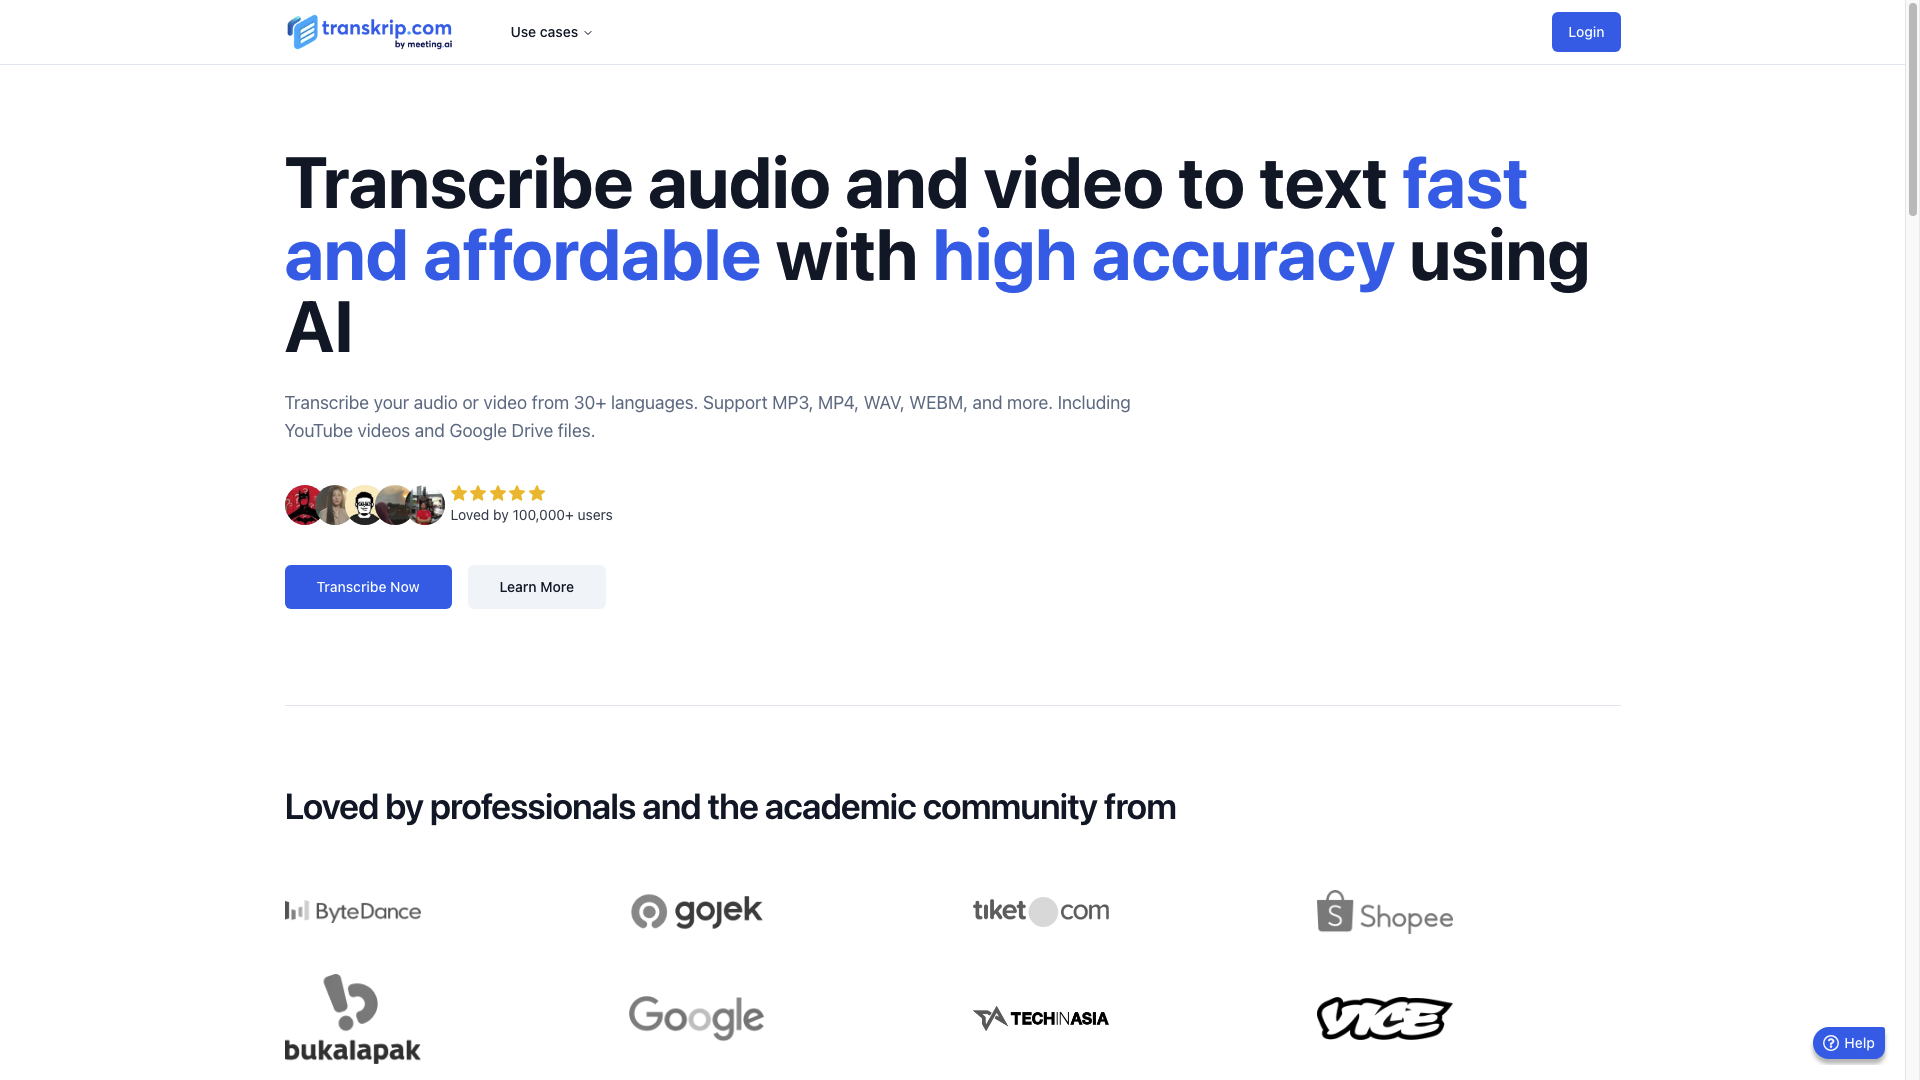 transkrip.com
by meeting.ai
Use cases
Login
Transcribe audio and video to text fast
and affordable with high accuracy using
AI
Transcribe your audio or video from 30+ languages. Support MP3, MP4, WAV, WEBM, and more. Including
YouTube videos and Google Drive files.
Loved by 100,000+ users
Transcribe Now
Learn More
Loved by professionals and the academic community from
ByteDance
gojek
tiket com
Shopee
bukalapak
Google
TECHINASIA
VICE
Help